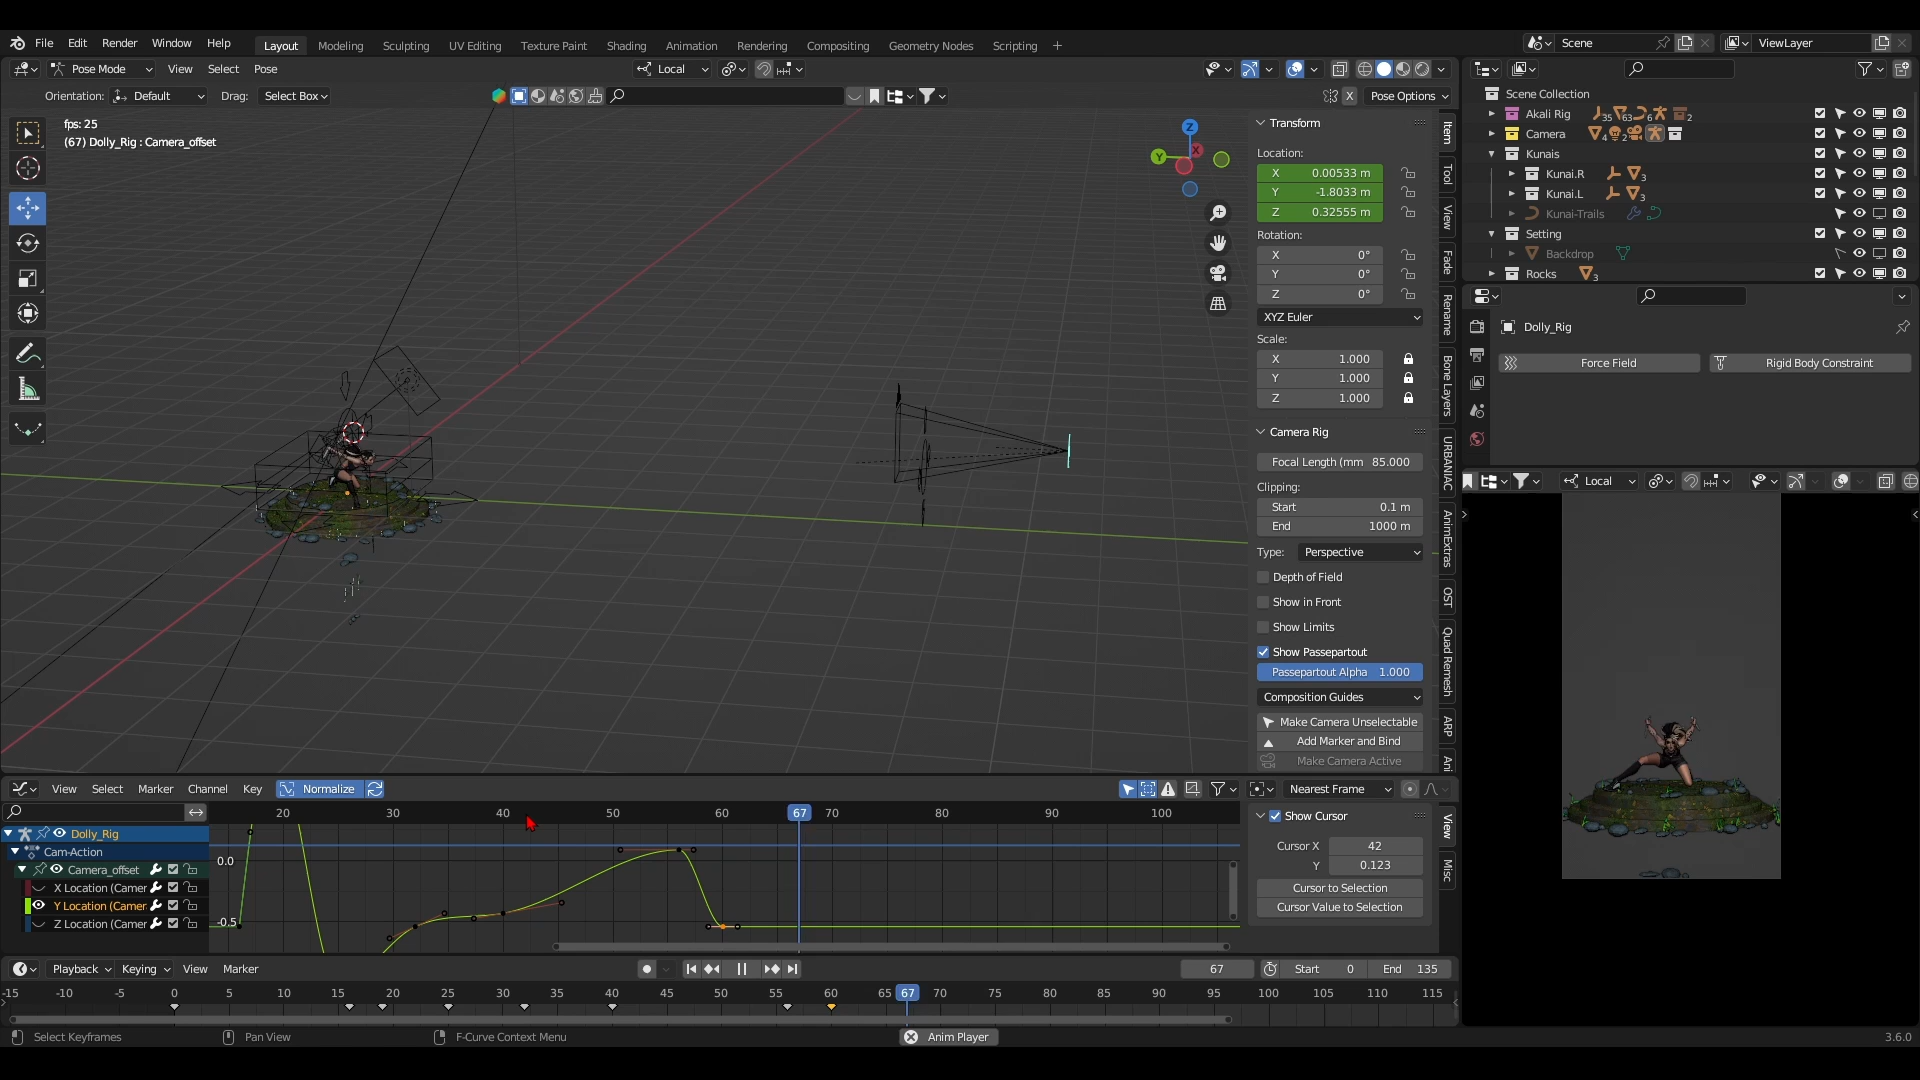 File Edit Render Window Help Layout Modeling Sculpting UV Editing Texture Paint Shading Animation Rendering Compositing Geometry Nodes Scripting + Scene ViewLayer
Pose Mode View Select Pose Local
Orientation: Default Drag: Select Box X Pose Options
fps: 25
(67) Dolly_Rig : Camera_offset
Z
Y
X
Transform
Location:
X 0.00533 m
Y -1.8033 m
Z 0.32555 m
Rotation:
X 0°
Y 0°
Z 0°
XYZ Euler
Scale:
X 1.000
Y 1.000
Z 1.000
Camera Rig
Focal Length (mm 85.000
Clipping:
Start 0.1 m
End 1000 m
Type: Perspective
Depth of Field
Show in Front
Show Limits
Show Passepartout
Passepartout Alpha 1.000
Composition Guides
Make Camera Unselectable
Add Marker and Bind
Make Camera Active
Item
Tool
View
Fade
Rename
Bone Layers
URBANIAC
AnimExtras
OST
Quad Remesh
ARP
Ani
Scene Collection
Akali Rig 35 63 6 2
Camera 4 2
Kunais
Kunai.R 3
Kunai.L 3
Kunai-Trails
Setting
Backdrop
Rocks 3
Dolly_Rig
Force Field Rigid Body Constraint
Local
View Select Marker Channel Key Normalize Nearest Frame
20 30 40 50 60 67 70 80 90 100
Dolly_Rig
Cam-Action
Camera_offset
X Location (Camer
Y Location (Camer
Z Location (Camer
0.0
-0.5
Show Cursor
Cursor X 42
Y 0.123
Cursor to Selection
Cursor Value to Selection
View
Misc
Playback Keying View Marker 67 Start 0 End 135
-15 -10 -5 0 5 10 15 20 25 30 35 40 45 50 55 60 65 67 70 75 80 85 90 95 100 105 110 115
Select Keyframes Pan View F-Curve Context Menu Anim Player 3.6.0